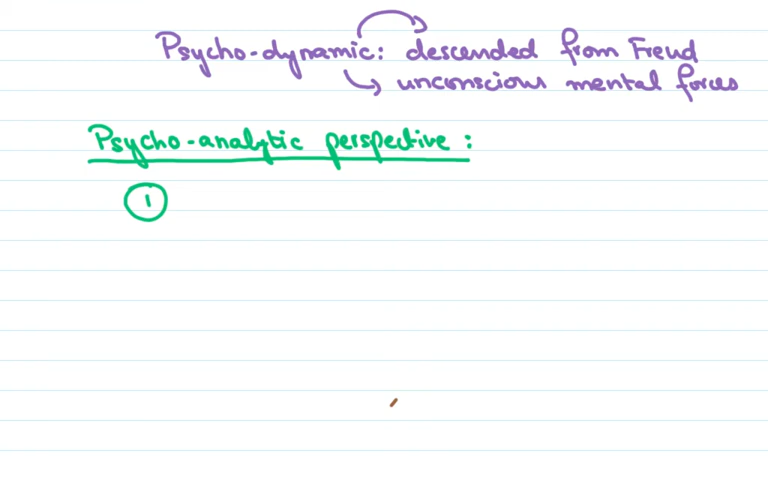 Psycho-dynamic: descended from Freud
unconscious mental forces
Psycho-analytic perspective:
1